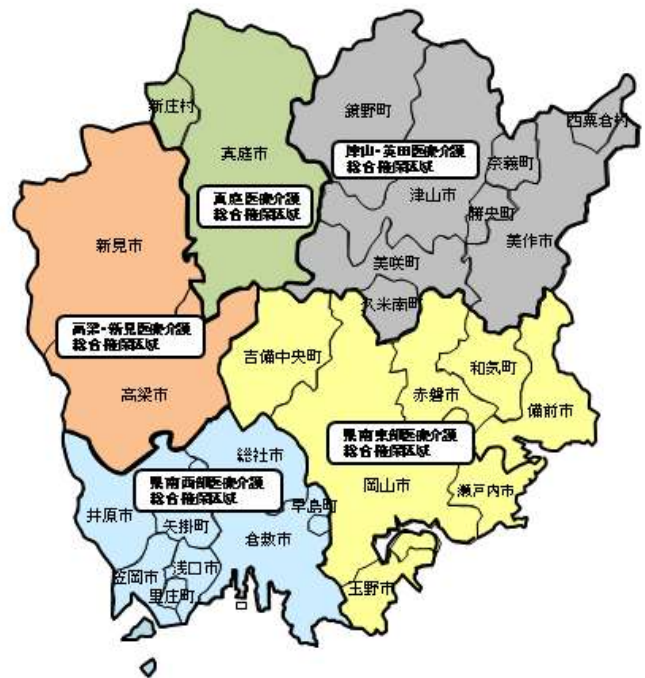 新庄村
真庭市
真庭医療介護
総合確保区域
鏡野町
西粟倉村
津山・英田医療介護
総合確保区域
奈義町
津山市
勝央町
美作市
美咲町
久米南町
新見市
高梁・新見医療介護
総合確保区域
高梁市
吉備中央町
和気町
赤磐市
備前市
県南東部医療介護
総合確保区域
岡山市
瀬戸内市
玉野市
総社市
県南西部医療介護
総合確保区域
早島町
井原市
矢掛町
倉敷市
浅口市
笠岡市
里庄町